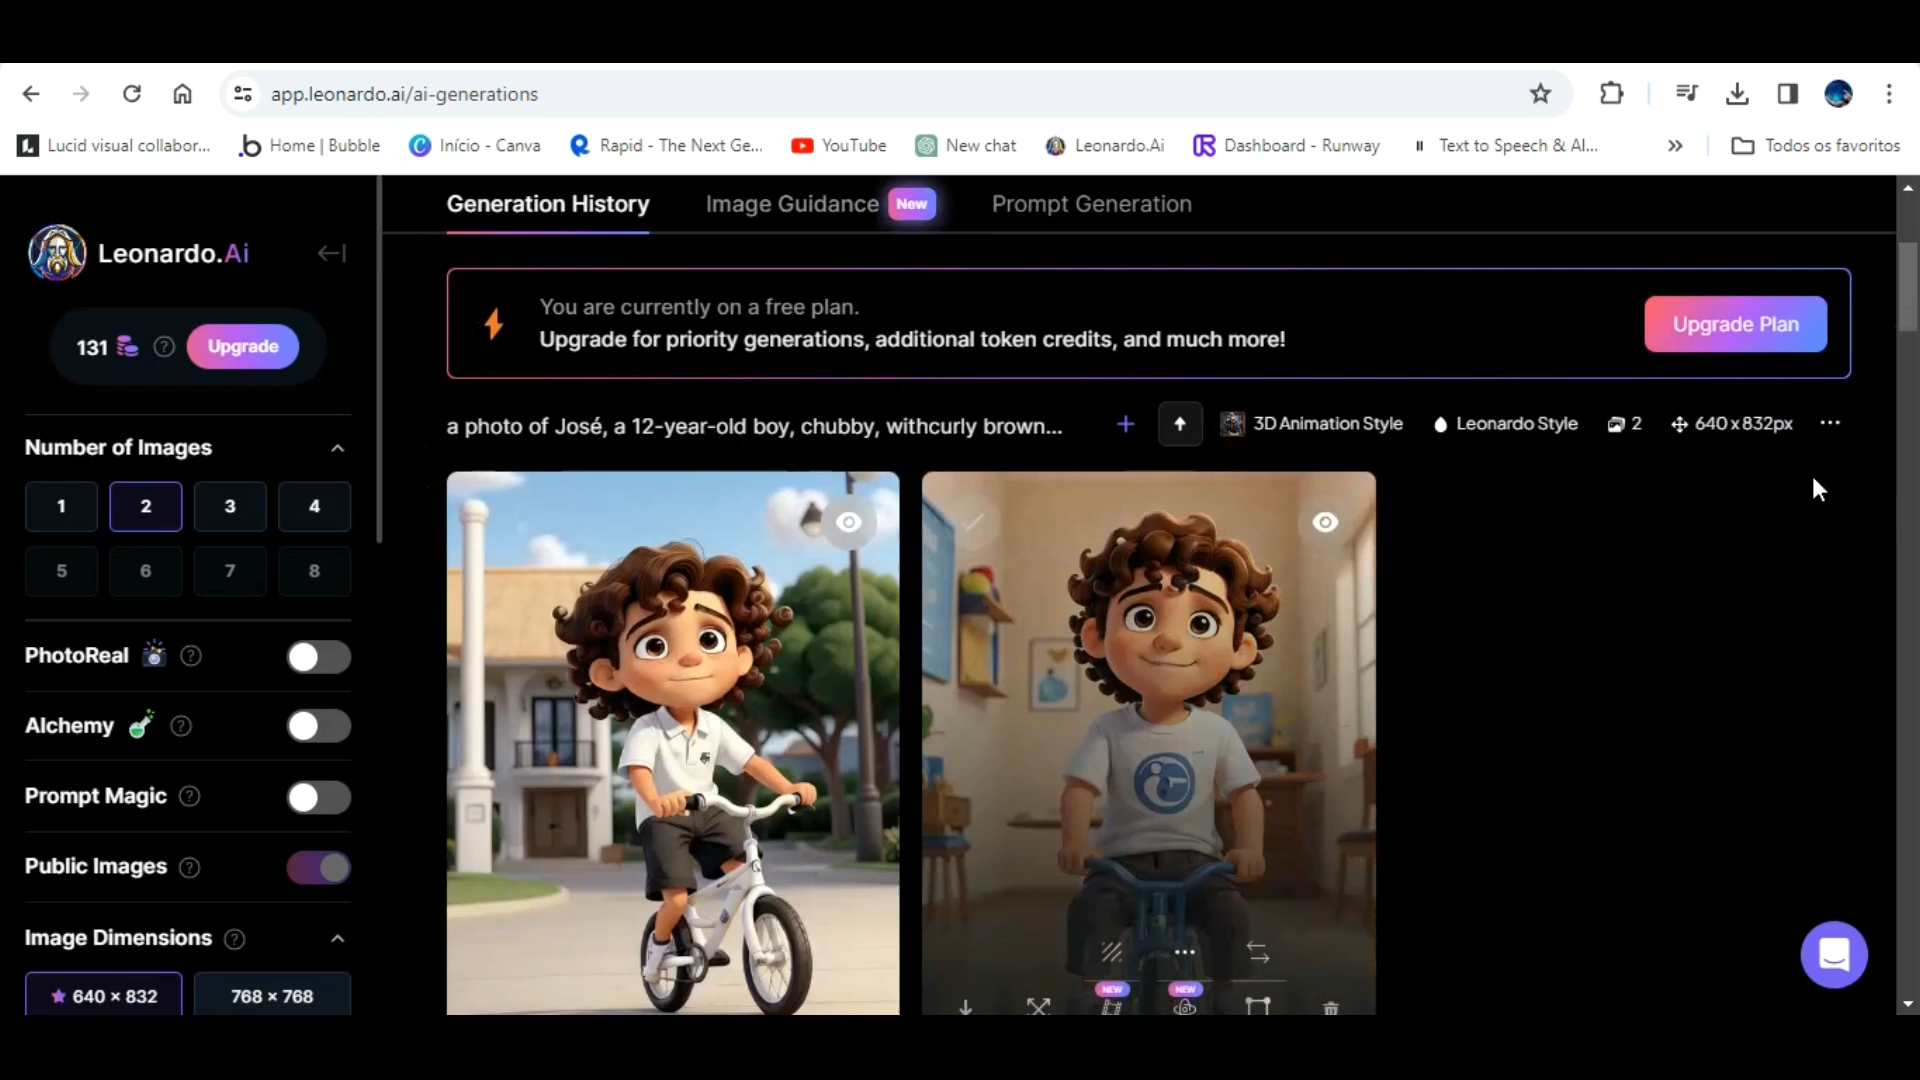 app.leonardo.ai/ai-generations
Lucid visual collabor...
Home | Bubble
Início - Canva
Rapid - The Next Ge...
YouTube
New chat
Leonardo.Ai
Dashboard - Runway
Text to Speech & AI...
Todos os favoritos
Generation History
Image Guidance
New
Prompt Generation
Leonardo.Ai
131
Upgrade
You are currently on a free plan.
Upgrade for priority generations, additional token credits, and much more!
Upgrade Plan
a photo of José, a 12-year-old boy, chubby, withcurly brown...
3D Animation Style
Leonardo Style
2
640 x 832px
Number of Images
1
2
3
4
5
6
7
8
PhotoReal
Alchemy
Prompt Magic
Public Images
Image Dimensions
640 × 832
768 × 768
NEW
NEW